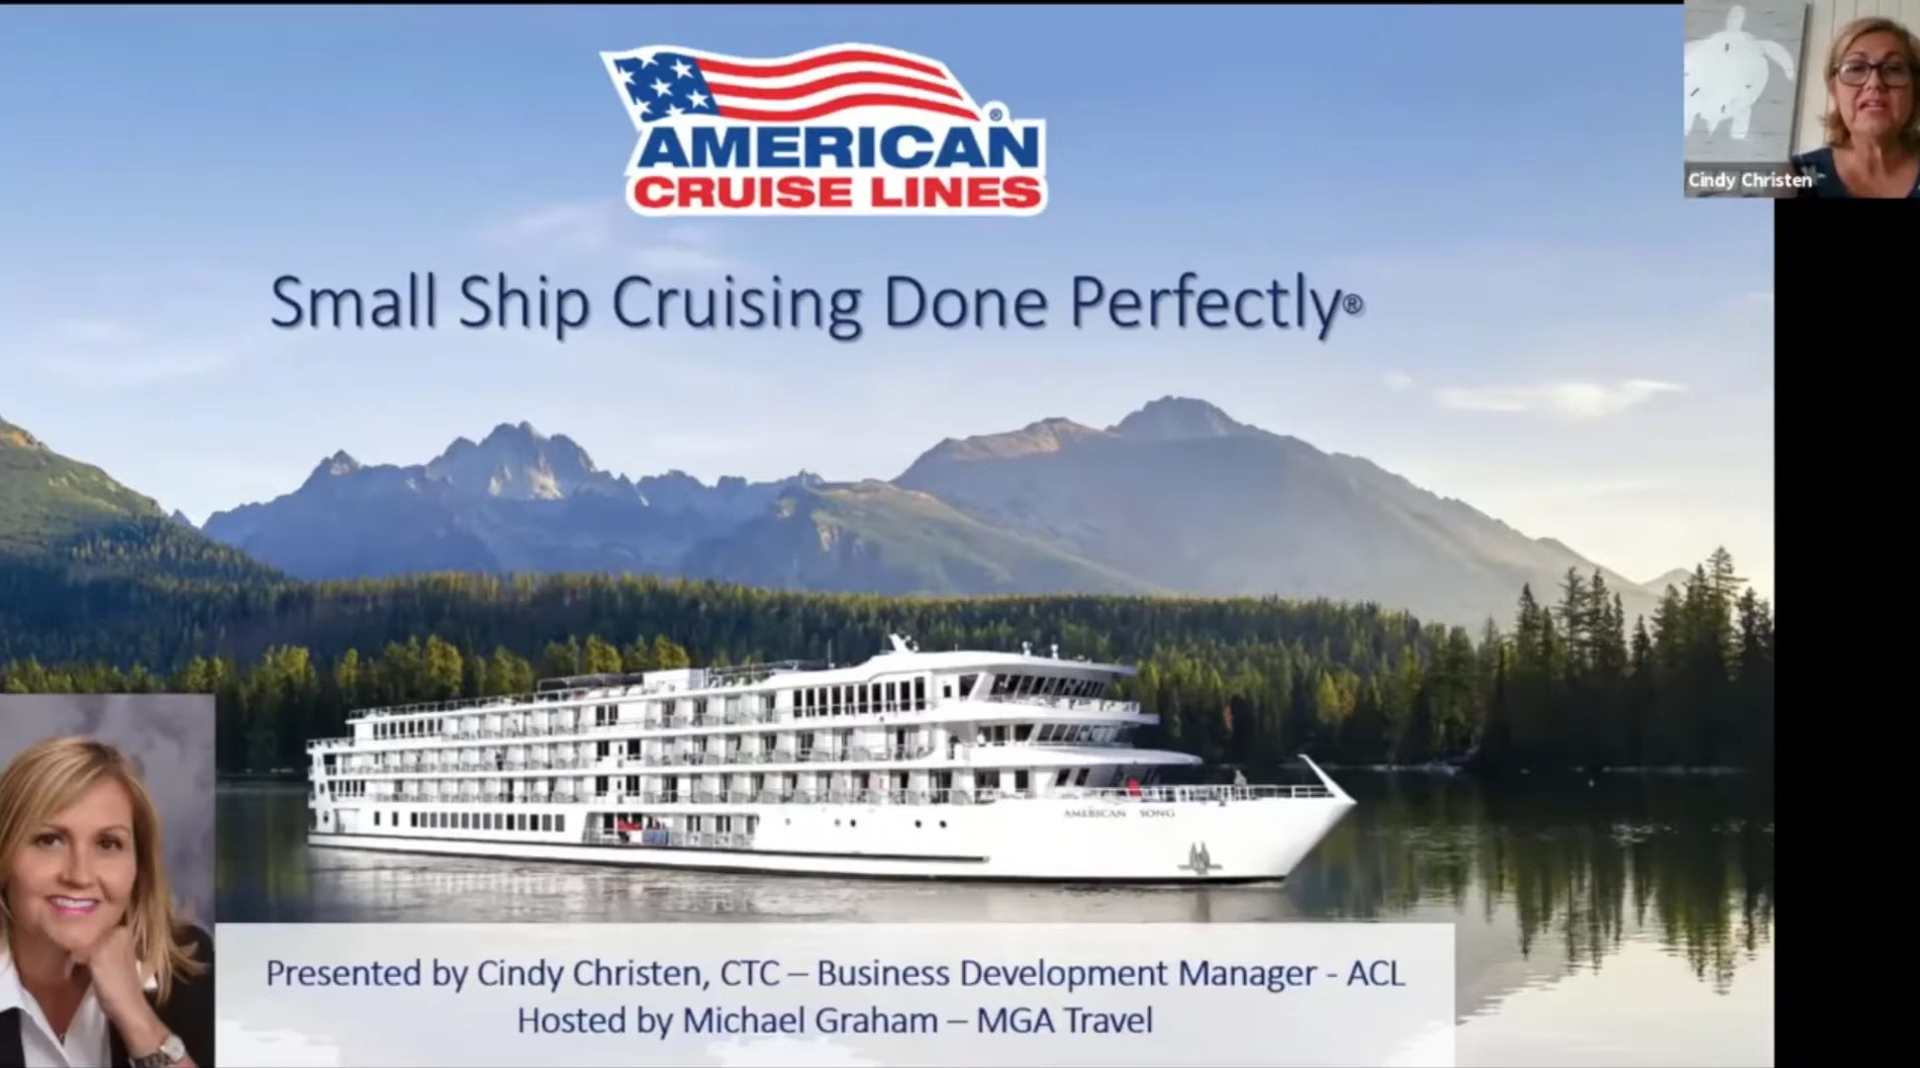 AMERICAN®
CRUISE LINES
Cindy Christen
Small Ship Cruising Done Perfectly®
AMERICAN SONG
Presented by Cindy Christen, CTC – Business Development Manager - ACL
Hosted by Michael Graham – MGA Travel